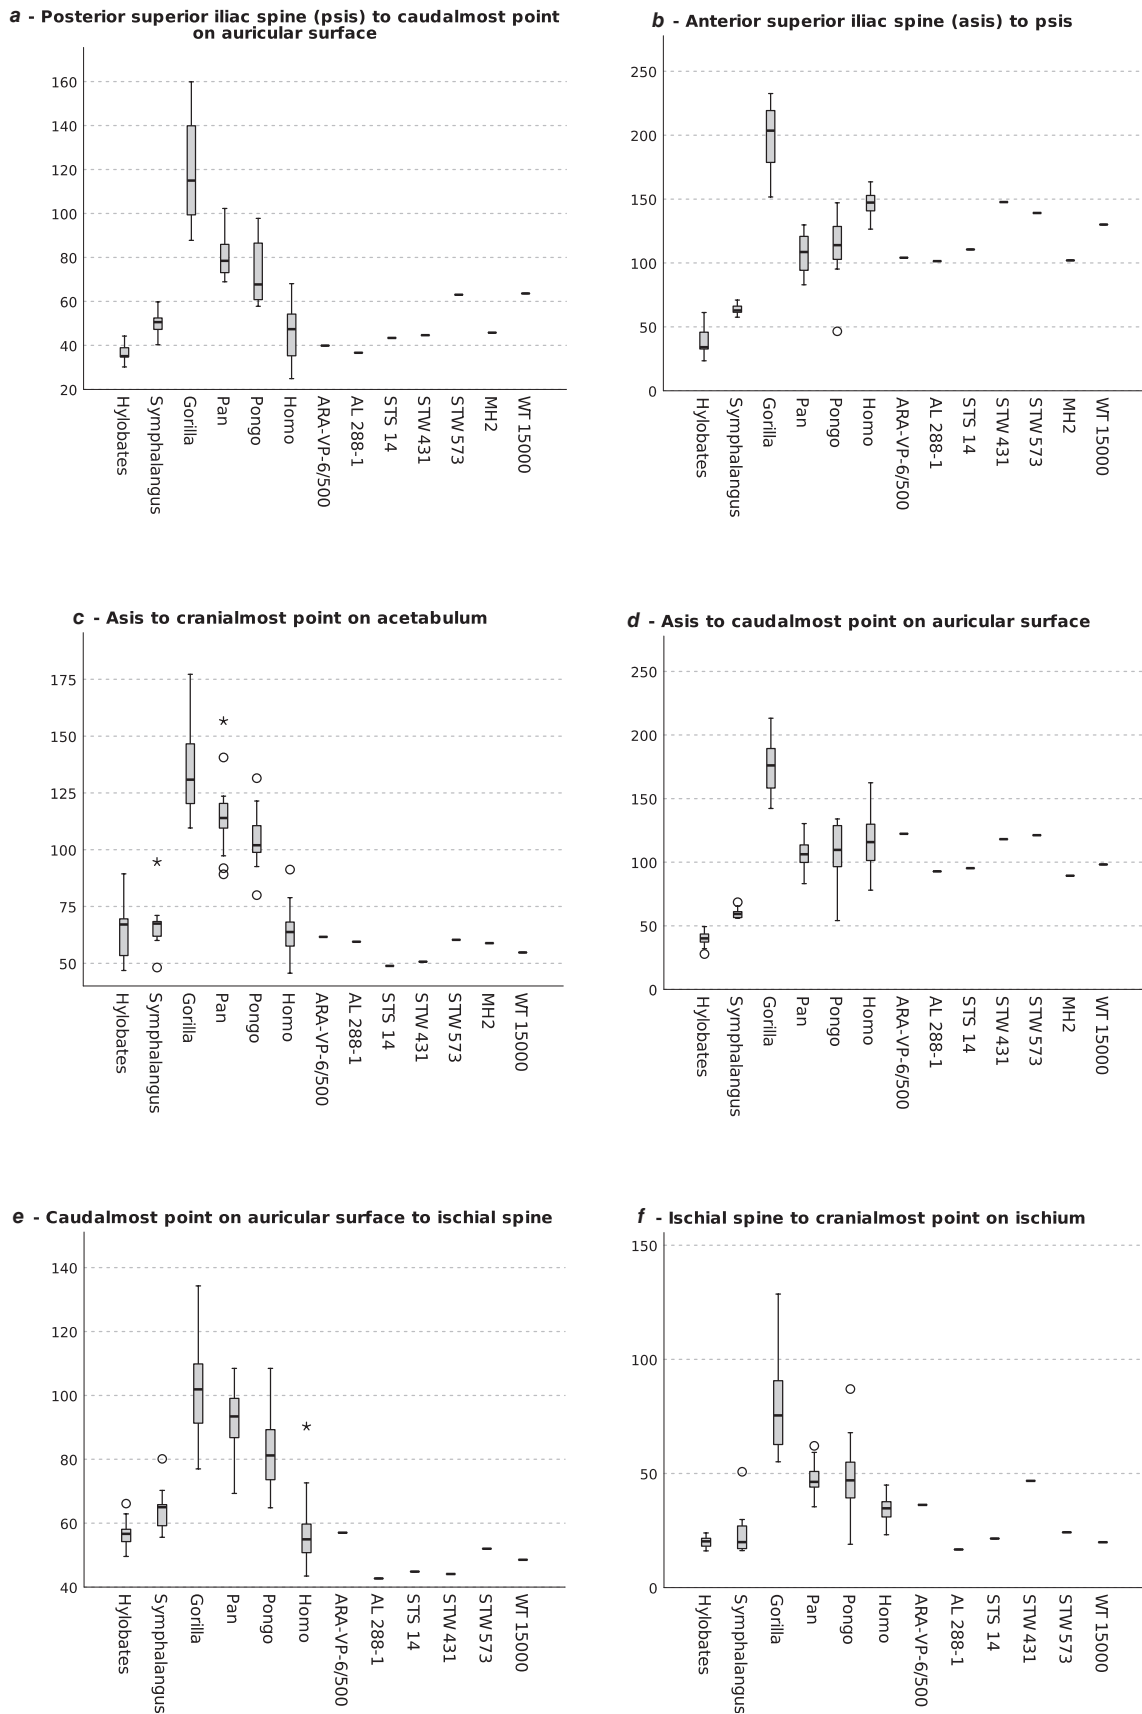 a - Posterior superior iliac spine (psis) to caudalmost point
on auricular surface
160
140
120
100
80
60
40
20
Hylobates
Symphalangus
Gorilla
Pan
Pongo
Homo
ARA-VP-6/500
AL 288-1
STS 14
STW 431
STW 573
MH2
WT 15000
b - Anterior superior iliac spine (asis) to psis
250
200
150
100
50
0
Hylobates
Symphalangus
Gorilla
Pan
Pongo
Homo
ARA-VP-6/500
AL 288-1
STS 14
STW 431
STW 573
MH2
WT 15000
c - Asis to cranialmost point on acetabulum
175
150
125
100
75
50
Hylobates
Symphalangus
Gorilla
Pan
Pongo
Homo
ARA-VP-6/500
AL 288-1
STS 14
STW 431
STW 573
MH2
WT 15000
d - Asis to caudalmost point on auricular surface
250
200
150
100
50
0
Hylobates
Symphalangus
Gorilla
Pan
Pongo
Homo
ARA-VP-6/500
AL 288-1
STS 14
STW 431
STW 573
MH2
WT 15000
e - Caudalmost point on auricular surface to ischial spine
140
120
100
80
60
40
Hylobates
Symphalangus
Gorilla
Pan
Pongo
Homo
ARA-VP-6/500
AL 288-1
STS 14
STW 431
STW 573
WT 15000
f - Ischial spine to cranialmost point on ischium
150
100
50
0
Hylobates
Symphalangus
Gorilla
Pan
Pongo
Homo
ARA-VP-6/500
AL 288-1
STS 14
STW 431
STW 573
WT 15000